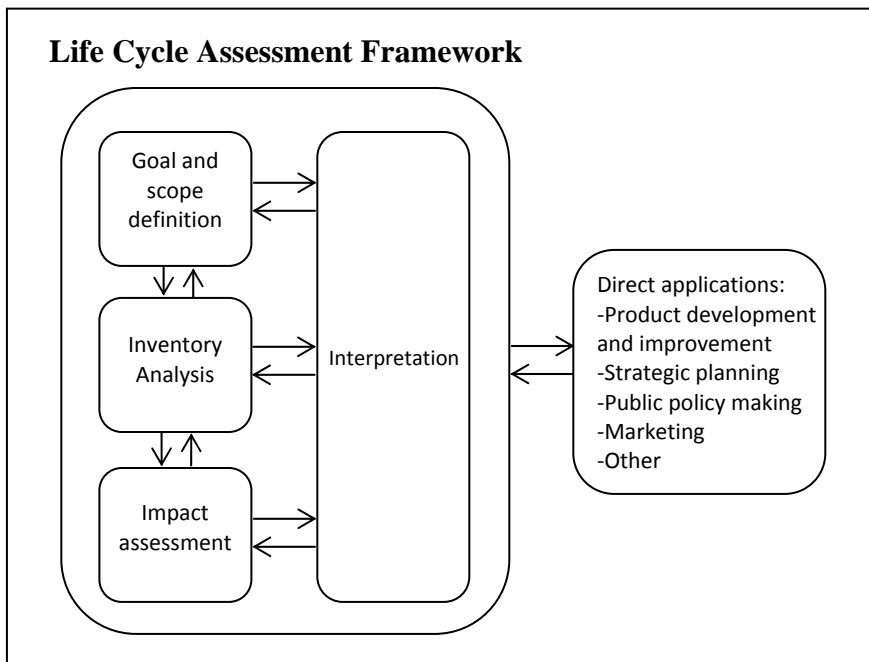 Life Cycle Assessment Framework
Goal and
scope
definition
Inventory
Analysis
Impact
assessment
Interpretation
Direct applications:
-Product development
and improvement
-Strategic planning
-Public policy making
-Marketing
-Other